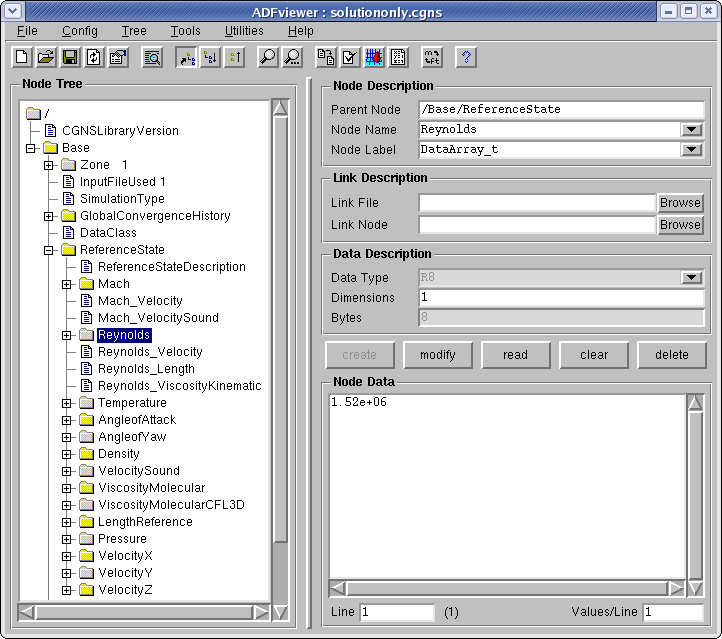 ADFviewer : solutiononly.cgns
File Config Tree Tools Utilities Help
Node Tree
/
CGNSLibraryVersion
Base
Zone 1
InputFileUsed 1
SimulationType
GlobalConvergenceHistory
DataClass
ReferenceState
ReferenceStateDescription
Mach
Mach_Velocity
Mach_VelocitySound
Reynolds
Reynolds_Velocity
Reynolds_Length
Reynolds_ViscosityKinematic
Temperature
AngleofAttack
AngleofYaw
Density
VelocitySound
ViscosityMolecular
ViscosityMolecularCFL3D
LengthReference
Pressure
VelocityX
VelocityY
VelocityZ
Node Description
Parent Node /Base/ReferenceState
Node Name Reynolds
Node Label DataArray_t
Link Description
Link File Browse
Link Node Browse
Data Description
Data Type R8
Dimensions 1
Bytes 8
create modify read clear delete
Node Data
1.52e+06
Line 1 (1) Values/Line 1